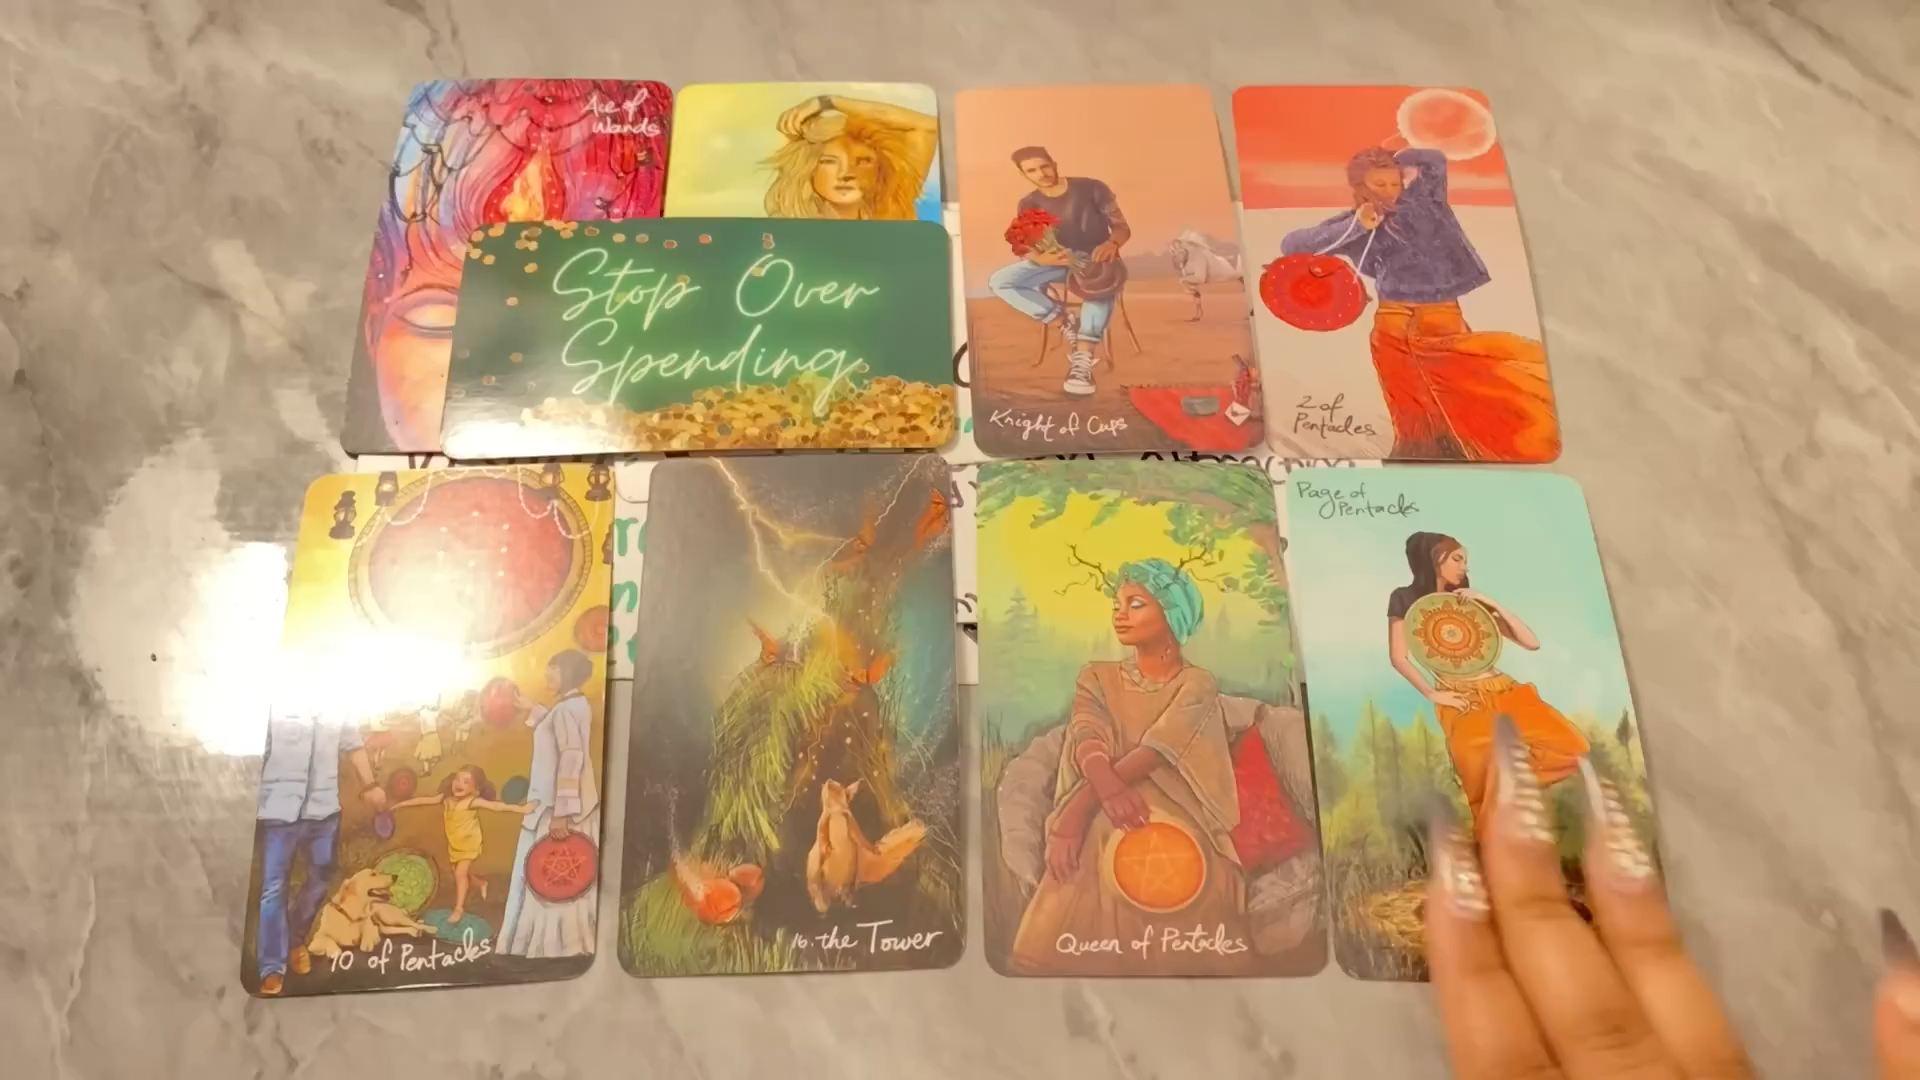 Ace of
Wands
Stop Over
Spending
Knight of Cups
2 of
Pentacles
10 of Pentacles
16. the Tower
Queen of Pentacles
Page of
Pentacles